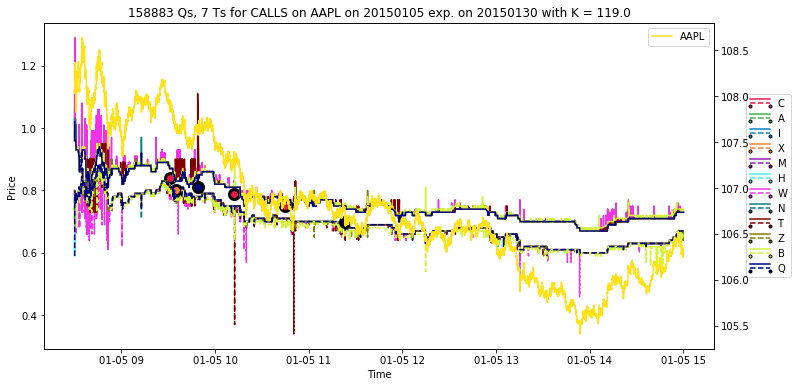 158883 Qs, 7 Ts for CALLS on AAPL on 20150105 exp. on 20150130 with K = 119.0
AAPL
1.2
1.0
0.8
0.6
0.4
Price
108.5
108.0
107.5
107.0
106.5
106.0
105.5
C
A
I
X
M
H
W
N
T
Z
B
Q
01-05 09
01-05 10
01-05 11
01-05 12
01-05 13
01-05 14
01-05 15
Time